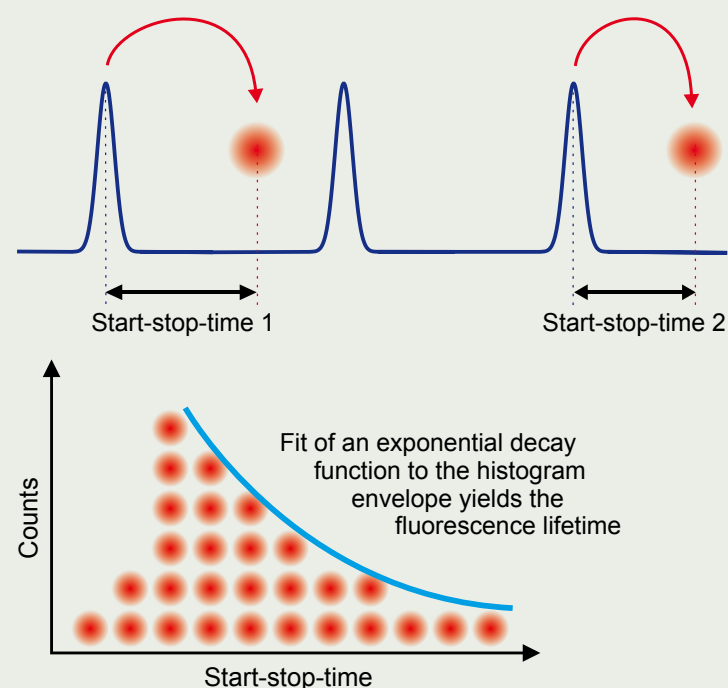 Start-stop-time 1
Start-stop-time 2
Fit of an exponential decay
function to the histogram
envelope yields the
fluorescence lifetime
Counts
Start-stop-time